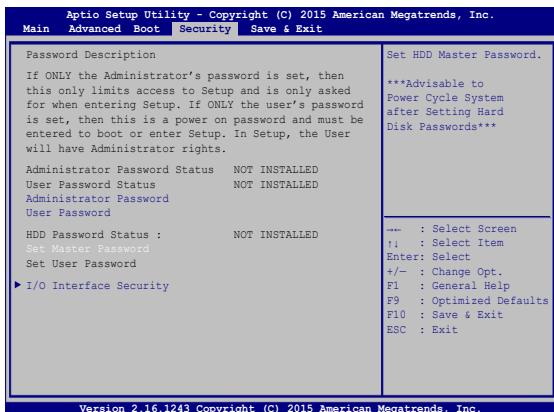 Aptio Setup Utility - Copyright (C) 2015 American Megatrends, Inc.
Main Advanced Boot Security Save & Exit
Password Description
If ONLY the Administrator's password is set, then
this only limits access to Setup and is only asked
for when entering Setup. If ONLY the user's password
is set, then this is a power on password and must be
entered to boot or enter Setup. In Setup, the User
will have Administrator rights.
Administrator Password Status NOT INSTALLED
User Password Status NOT INSTALLED
Administrator Password
User Password
HDD Password Status : NOT INSTALLED
Set Master Password
Set User Password
I/O Interface Security
Set HDD Master Password.
***Advisable to
Power Cycle System
after Setting Hard
Disk Passwords***
→← : Select Screen
↑↓ : Select Item
Enter: Select
+/— : Change Opt.
F1 : General Help
F9 : Optimized Defaults
F10 : Save & Exit
ESC : Exit
Version 2.16.1243 Copyright (C) 2015 American Megatrends, Inc.